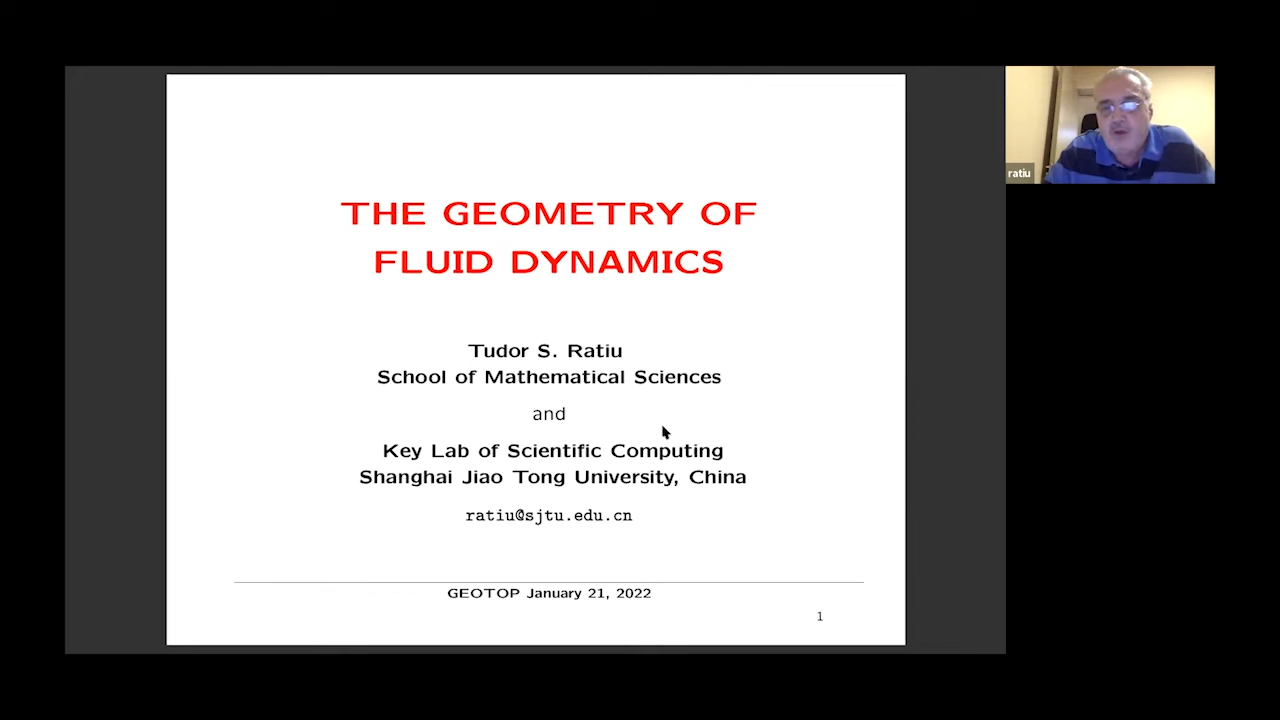 THE GEOMETRY OF
FLUID DYNAMICS
Tudor S. Ratiu
School of Mathematical Sciences
and
Key Lab of Scientific Computing
Shanghai Jiao Tong University, China
ratiu@sjtu.edu.cn
GEOTOP January 21, 2022
1
ratiu